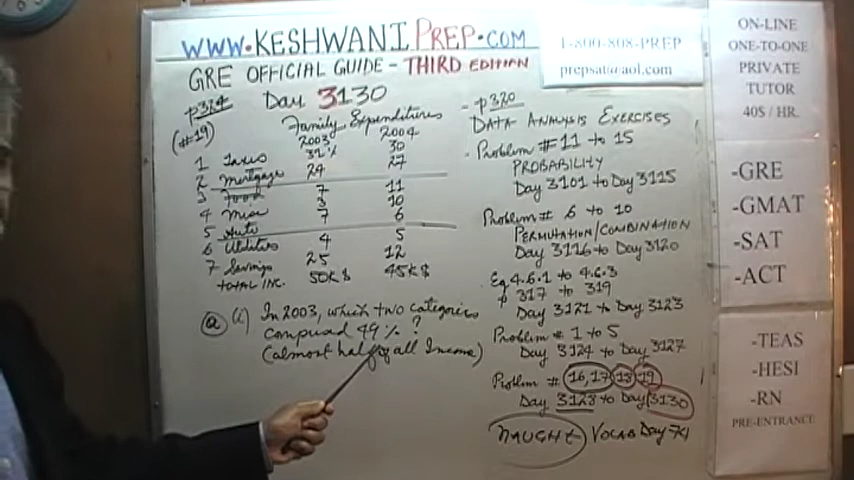 WWW.KESHWANIPREP.COM
GRE OFFICIAL GUIDE - THIRD EDITION
p324 Day 3130
(#19)
Family Expenditures
2003 2004
1 Taxes 32% 30
2 Mortgage 24 27
3 Food 7 11
4 Misc 3 10
5 Auto 7 6
6 Utilities 4 5
7 Savings 25 12
TOTAL INC. 50K$ 45K$
(a) (i) In 2003, which two categories
comprised 49% ?
(almost half of all Income)
- p320
DATA ANALYSIS EXERCISES
- Problem #11 to 15
PROBABILITY
Day 3101 to Day 3115
Problem # 6 to 10
PERMUTATION/COMBINATION
Day 3116 to Day 3120
Eg 4.6.1 to 4.6.3
p 317 to 319
Day 3121 to Day 3123
Problem # 1 to 5
Day 3124 to Day 3127
Problem # 16, 17 18 19
Day 3128 to Day 3130
NAUGHT VOCAB Day 74
1-800-808-PREP
prepsat@aol.com
ON-LINE
ONE-TO-ONE
PRIVATE
TUTOR
40$ / HR.
-GRE
-GMAT
-SAT
-ACT
-TEAS
-HESI
-RN
PRE-ENTRANCE